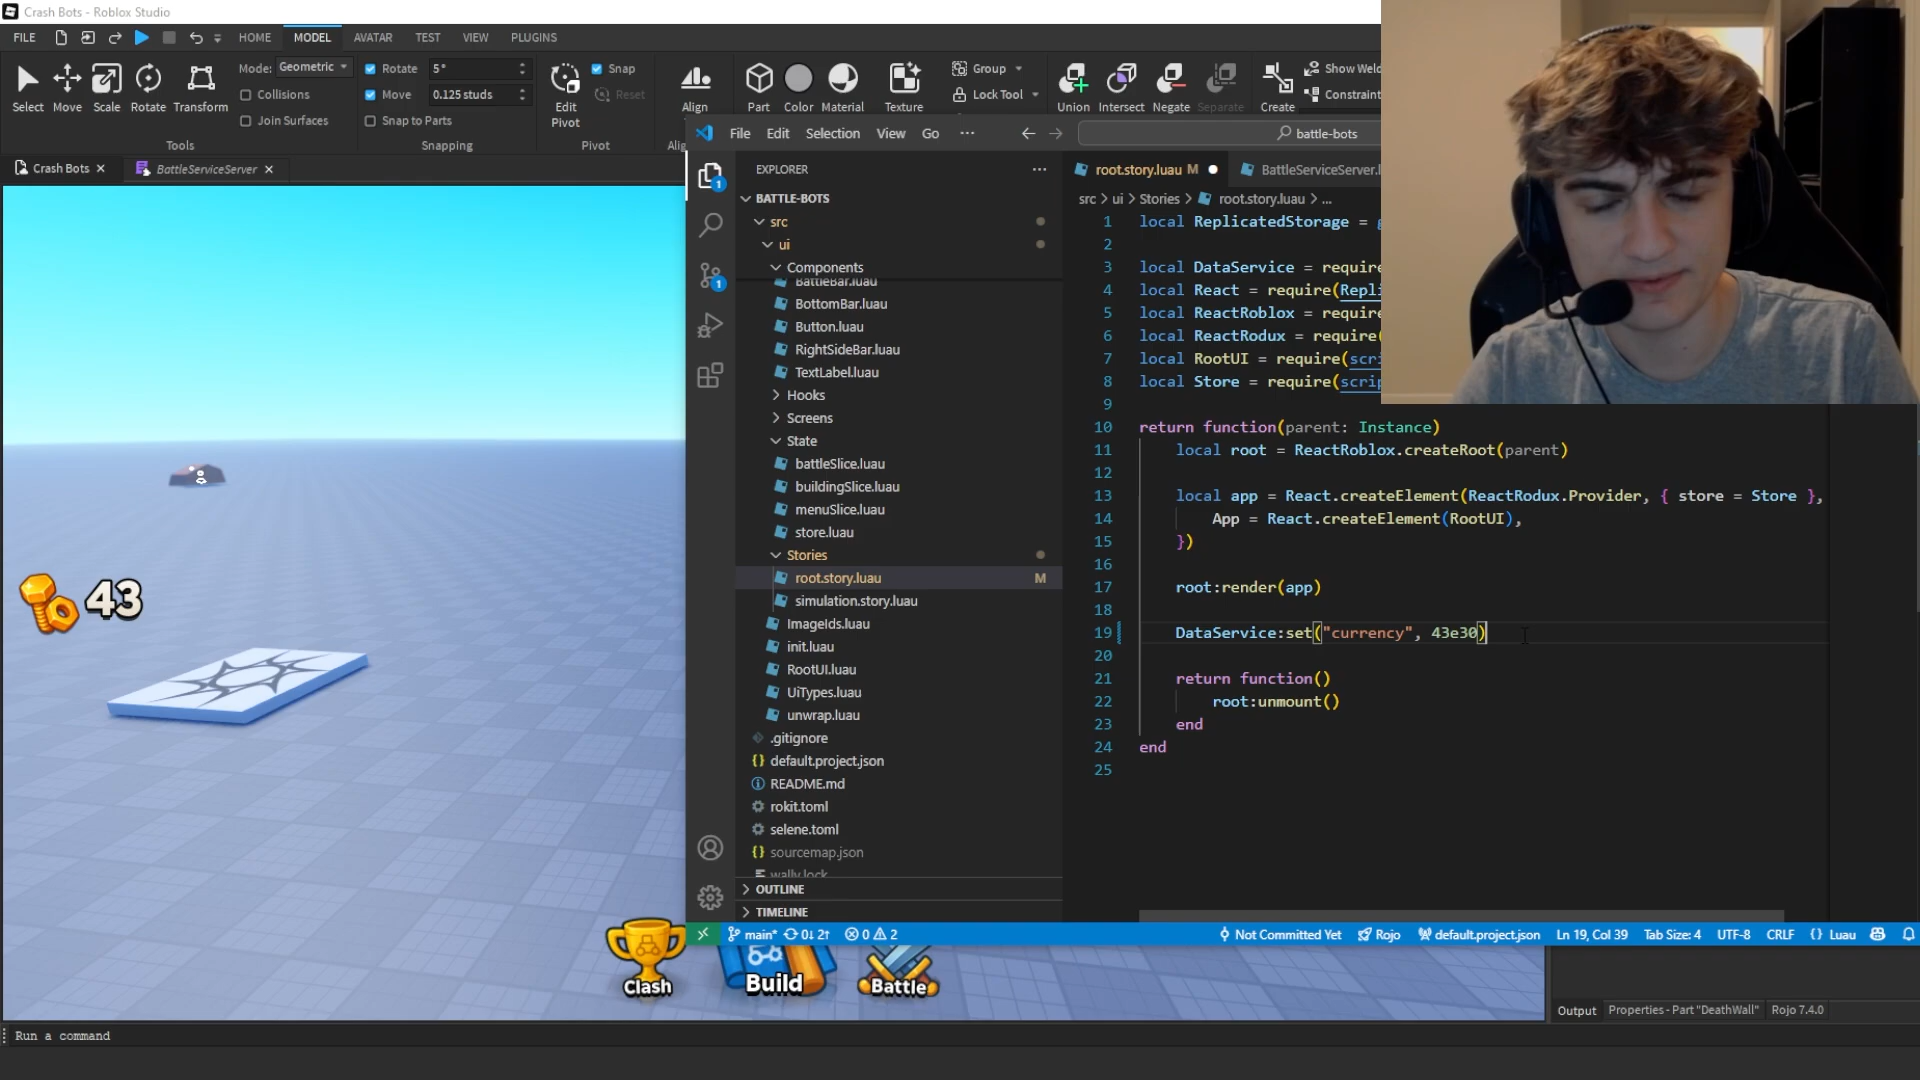 Crash Bots - Roblox Studio
FILE HOME MODEL AVATAR TEST VIEW PLUGINS
Select Move Scale Rotate Transform
Mode: Geometric
Collisions
Join Surfaces
Tools
Rotate 5°
Move 0.125 studs
Snap to Parts
Snapping
Edit Pivot
Snap
Reset
Pivot
Align
Part Color Material Texture
Group
Lock Tool
Union Intersect Negate Separate
Create
Show Weld
Constraint
Crash Bots
BattleServiceServer
File Edit Selection View Go ...
battle-bots
EXPLORER
BATTLE-BOTS
src
ui
Components
BattleBar.luau
BottomBar.luau
Button.luau
RightSideBar.luau
TextLabel.luau
Hooks
Screens
State
battleSlice.luau
buildingSlice.luau
menuSlice.luau
store.luau
Stories
root.story.luau M
simulation.story.luau
ImageIds.luau
init.luau
RootUI.luau
UiTypes.luau
unwrap.luau
.gitignore
default.project.json
README.md
rokit.toml
selene.toml
sourcemap.json
wally.lock
OUTLINE
TIMELINE
1
1
root.story.luau M
BattleServiceServer.l
src > ui > Stories > root.story.luau > ...
1 local ReplicatedStorage =
2
3 local DataService = require
4 local React = require(Repli
5 local ReactRoblox = require
6 local ReactRodux = require(
7 local RootUI = require(scri
8 local Store = require(scrip
9
10 return function(parent: Instance)
11 local root = ReactRoblox.createRoot(parent)
12
13 local app = React.createElement(ReactRodux.Provider, { store = Store },
14 App = React.createElement(RootUI),
15 })
16
17 root:render(app)
18
19 DataService:set("currency", 43e30)
20
21 return function()
22 root:unmount()
23 end
24 end
25
43
Clash
Build
Battle
main* 0↓ 2↑ 0 2
Not Committed Yet Rojo default.project.json Ln 19, Col 39 Tab Size: 4 UTF-8 CRLF {} Luau
Output Properties - Part "DeathWall" Rojo 7.4.0
Run a command